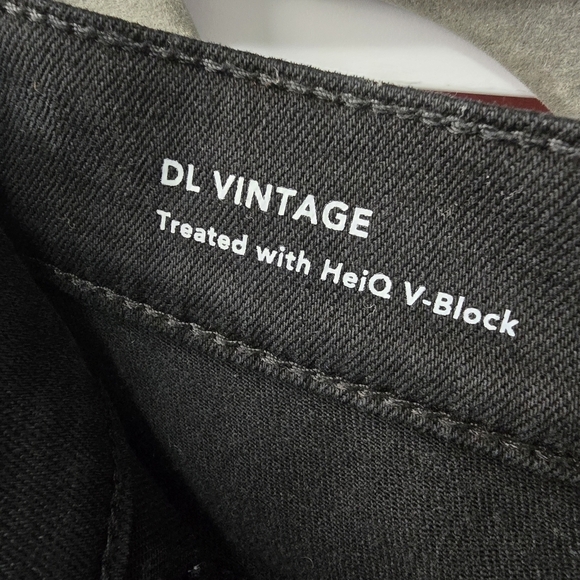 DL VINTAGE
Treated with HeiQ V-Block